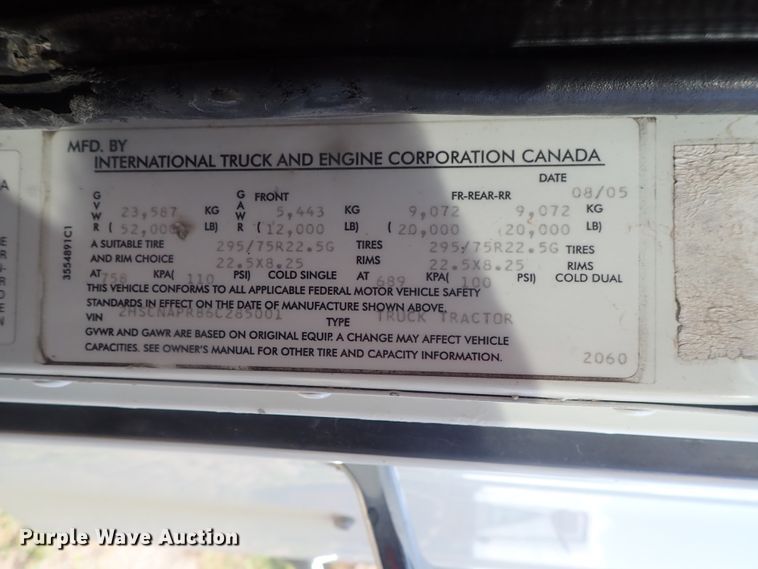 MFD. BY
INTERNATIONAL TRUCK AND ENGINE CORPORATION CANADA
DATE 08/05
GVWR 23,587 KG GAWR FRONT 5,443 KG FR-REAR-RR 9,072 9,072 KG
(52,000 LB) (12,000 LB) (20,000 (20,000 LB)
A SUITABLE TIRE 295/75R22.5G TIRES 295/75R22.5G TIRES
AND RIM CHOICE 22.5X8.25 RIMS 22.5X8.25 RIMS
AT 758 KPA( 110 PSI) COLD SINGLE AT 689 KPA( 100 PSI) COLD DUAL
THIS VEHICLE CONFORMS TO ALL APPLICABLE FEDERAL MOTOR VEHICLE SAFETY
STANDARDS IN EFFECT ON THE DATE OF MANUFACTURE SHOWN ABOVE.
VIN 2HSCNAPR86C285001 TYPE TRUCK TRACTOR
GVWR AND GAWR ARE BASED ON ORIGINAL EQUIP. A CHANGE MAY AFFECT VEHICLE
CAPACITIES. SEE OWNER'S MANUAL FOR OTHER TIRE AND CAPACITY INFORMATION.
2060
3554891C1
Purple Wave Auction